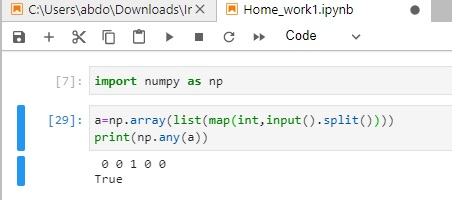 C:\Users\abdo\Downloads\Ir
Home_work1.ipynb
Code
[7]: import numpy as np
[29]: a=np.array(list(map(int,input().split())))
print(np.any(a))
0 0 1 0 0
True